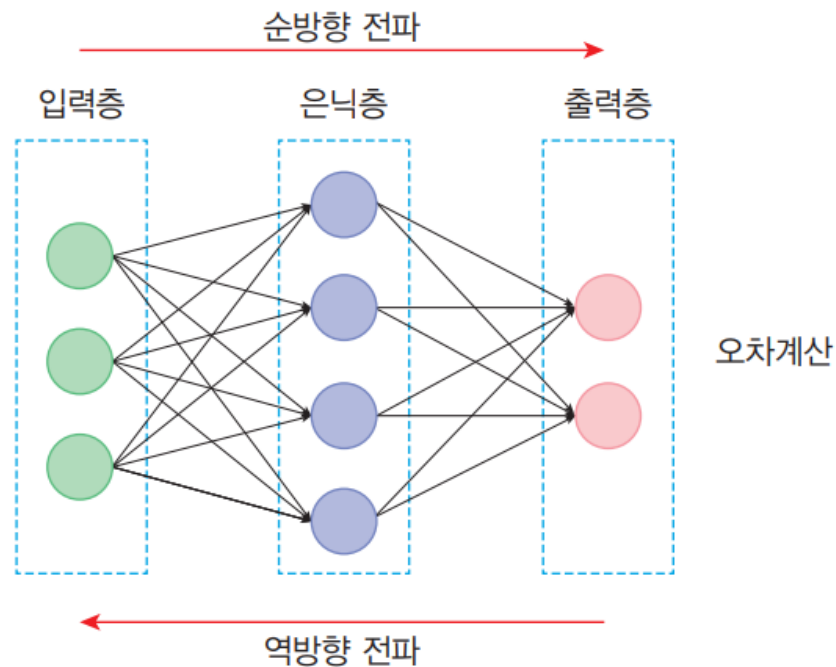 순방향 전파
입력층
은닉층
출력층
오차계산
역방향 전파